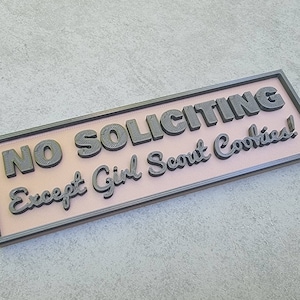 NO SOLICITING
Except Girl Scout Cookies!